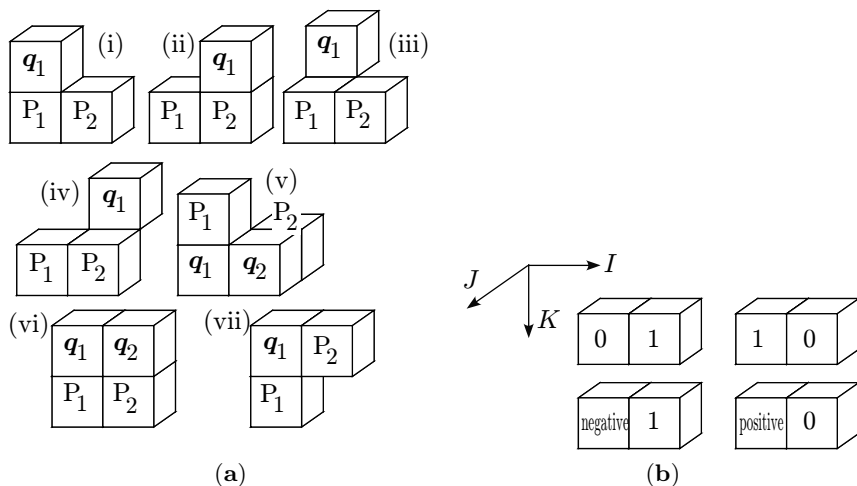 (i) (ii) (iii)
q1 q1 q1
P1 P2 P1 P2 P1 P2
(iv) q1 (v)
P1 P2
P1 P2 q1 q2
I
J
K
(vi) (vii)
q1 q2 q1 P2
0 1 1 0
P1 P2 P1
negative 1 positive 0
(a) (b)